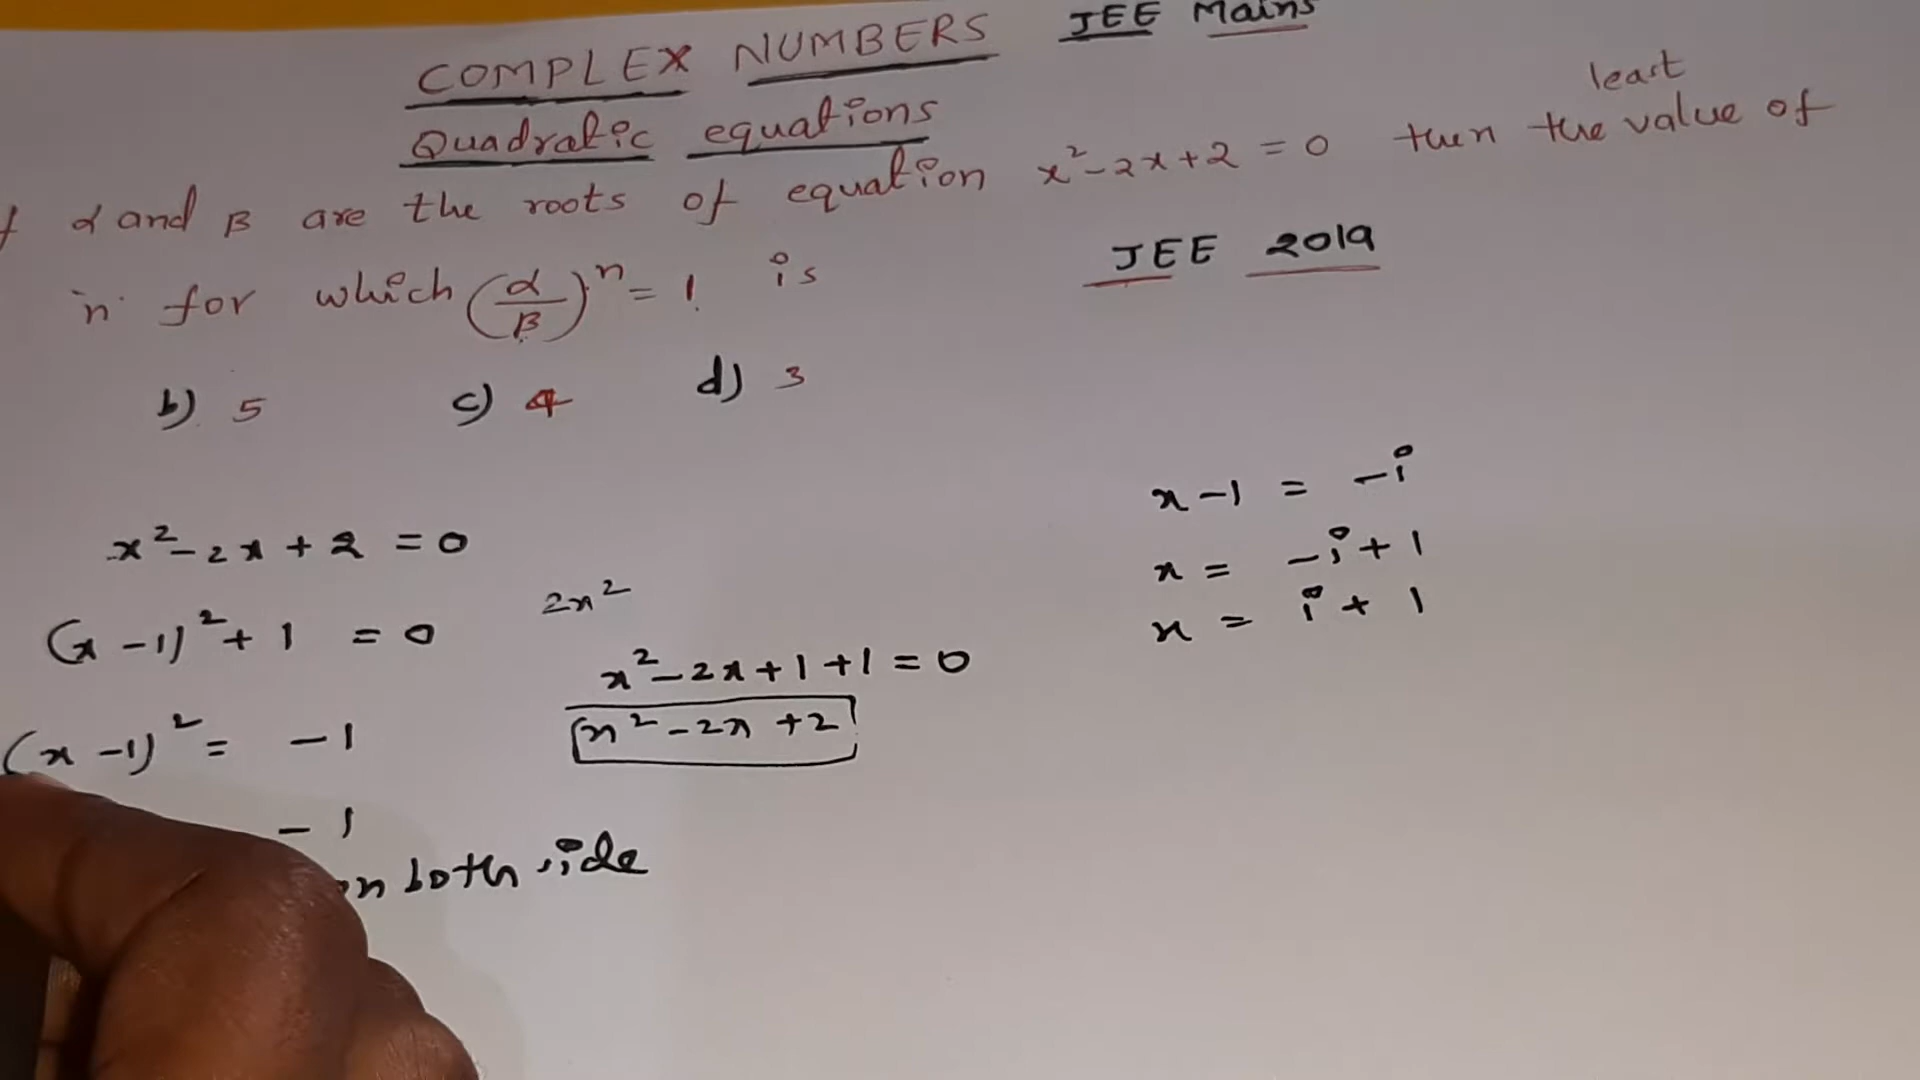 COMPLEX NUMBERS JEE Mains
Quadratic equations
least
α and β are the roots of equation x²-2x+2=0 then the value of
'n' for which (α/β)ⁿ=1 is
JEE 2019
b) 5 c) 4 d) 3
x²-2x+2=0
(x-1)²+1=0
(x-1)²=-1
-1
on both side
2x²
x²-2x+1+1=0
x²-2x+2
x-1=-i
x=-i+1
x=i+1